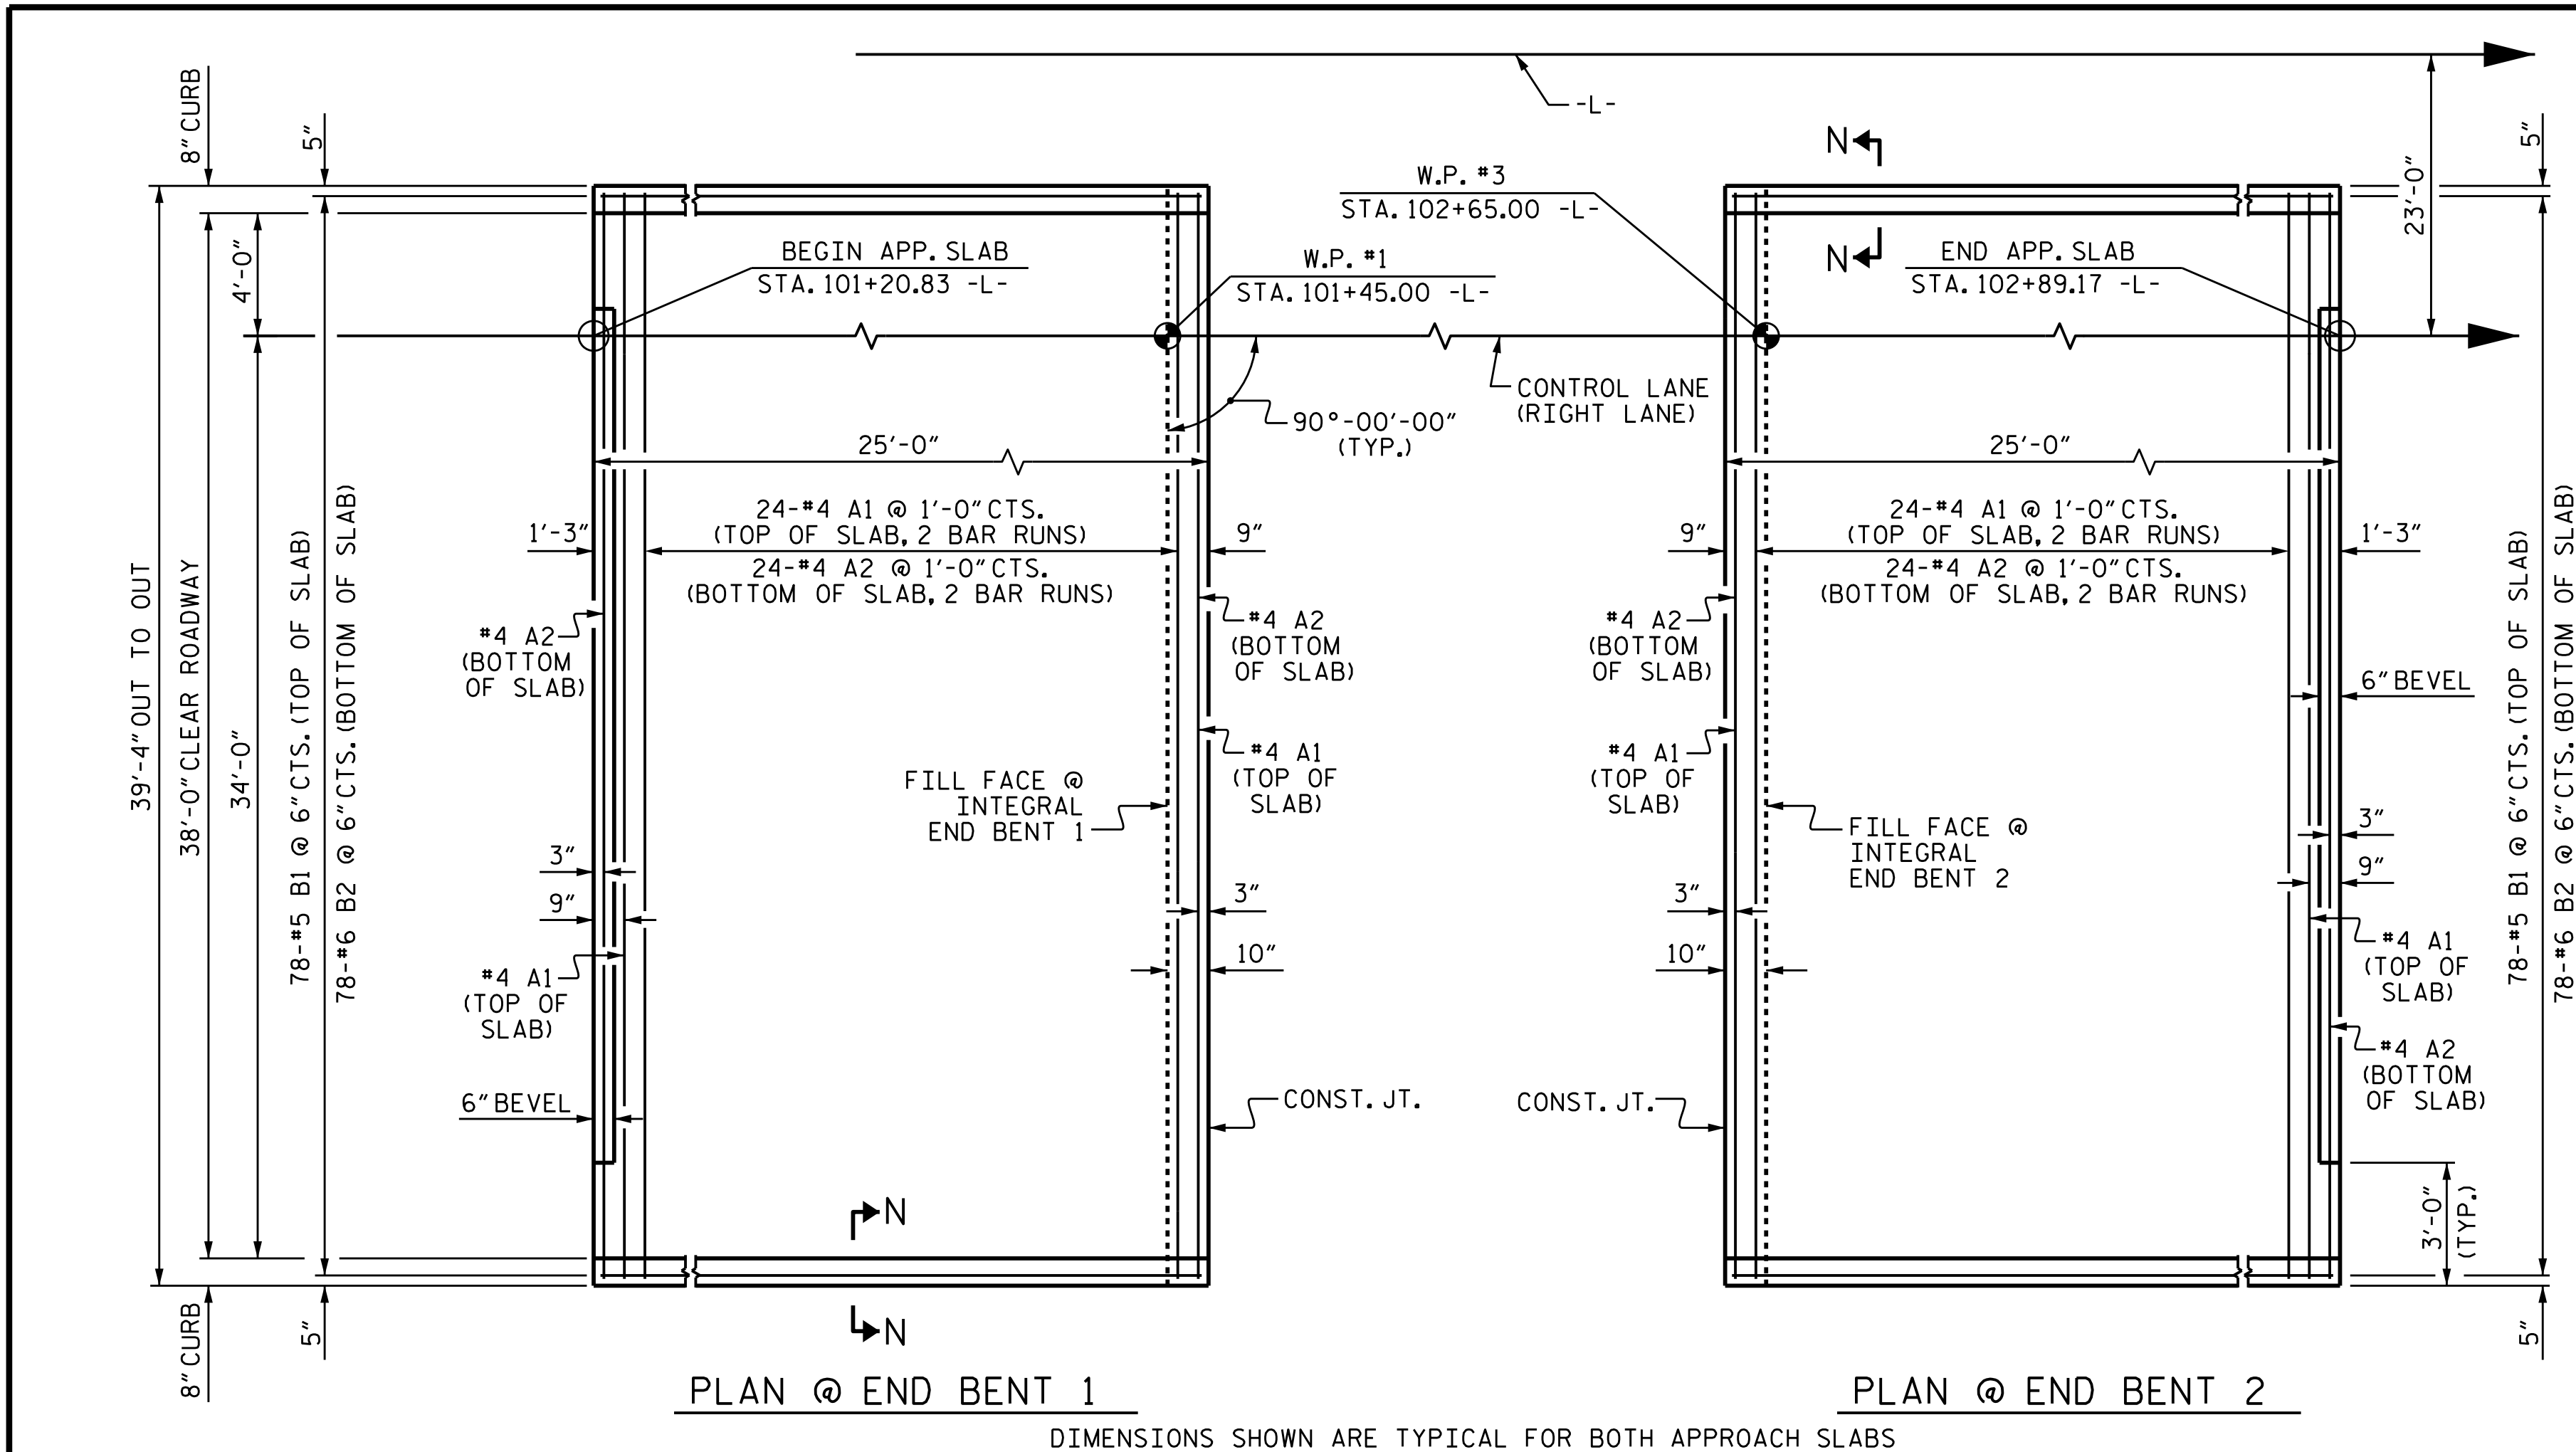 -L-
8" CURB
5"
39'-4" OUT TO OUT
38'-0" CLEAR ROADWAY
4'-0"
34'-0"
78-#5 B1 @ 6" CTS. (TOP OF SLAB)
78-#6 B2 @ 6" CTS. (BOTTOM OF SLAB)
8" CURB
5"
BEGIN APP. SLAB
STA. 101+20.83 -L-
W.P. #1
STA. 101+45.00 -L-
W.P. #3
STA. 102+65.00 -L-
END APP. SLAB
STA. 102+89.17 -L-
N
N
23'-0"
5"
90°-00'-00"
(TYP.)
CONTROL LANE
(RIGHT LANE)
25'-0"
1'-3"
24-#4 A1 @ 1'-0" CTS.
(TOP OF SLAB, 2 BAR RUNS)
24-#4 A2 @ 1'-0" CTS.
(BOTTOM OF SLAB, 2 BAR RUNS)
9"
#4 A2
(BOTTOM
OF SLAB)
#4 A2
(BOTTOM
OF SLAB)
#4 A1
(TOP OF
SLAB)
FILL FACE @
INTEGRAL
END BENT 1
3"
9"
#4 A1
(TOP OF
SLAB)
6" BEVEL
3"
10"
CONST. JT.
N
N
PLAN @ END BENT 1
25'-0"
9"
24-#4 A1 @ 1'-0" CTS.
(TOP OF SLAB, 2 BAR RUNS)
24-#4 A2 @ 1'-0" CTS.
(BOTTOM OF SLAB, 2 BAR RUNS)
1'-3"
#4 A2
(BOTTOM
OF SLAB)
#4 A1
(TOP OF
SLAB)
FILL FACE @
INTEGRAL
END BENT 2
3"
10"
CONST. JT.
6" BEVEL
3"
9"
#4 A1
(TOP OF
SLAB)
#4 A2
(BOTTOM
OF SLAB)
3'-0"
(TYP.)
78-#5 B1 @ 6" CTS. (TOP OF SLAB)
78-#6 B2 @ 6" CTS. (BOTTOM OF SLAB)
5"
PLAN @ END BENT 2
DIMENSIONS SHOWN ARE TYPICAL FOR BOTH APPROACH SLABS